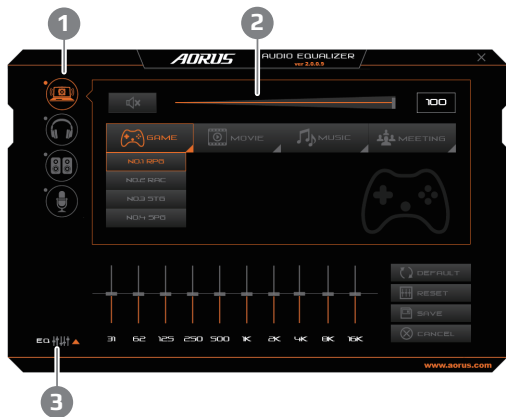 1
2
AORUS AUDIO EQUALIZER
ver 2.0.0.9
100
GAME MOVIE MUSIC MEETING
NO.1 RPG
NO.2 RAC
NO.3 STG
NO.4 SPG
DEFAULT
RESET
SAVE
CANCEL
EQ 31 62 125 250 500 1K 2K 4K 8K 16K
www.aorus.com
3